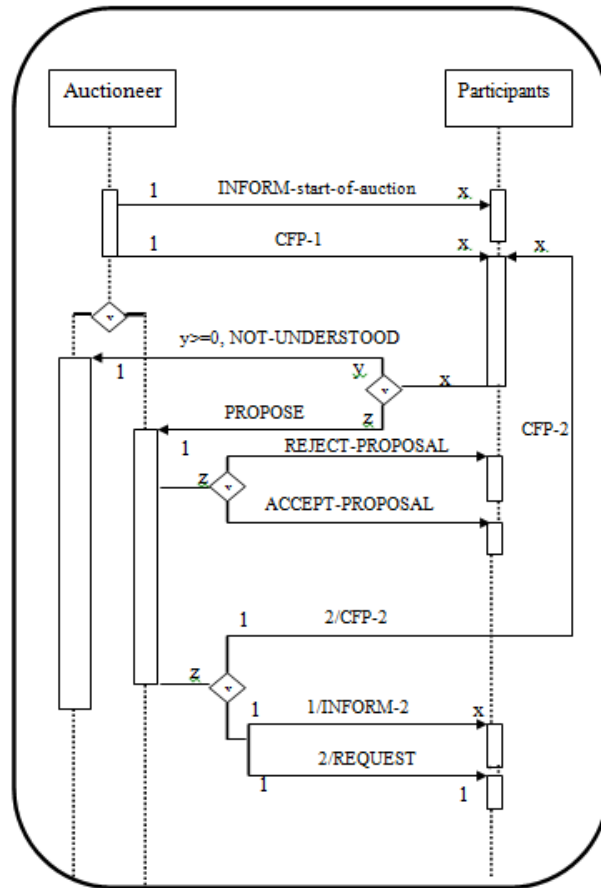 Auctioneer
Participants
1 INFORM-start-of-auction x.
1 CFP-1 x. x.
v
y>=0, NOT-UNDERSTOOD
1 y v x
PROPOSE z CFP-2
1 REJECT-PROPOSAL
z v
ACCEPT-PROPOSAL
1 2/CFP-2
z v
1 1/INFORM-2 x
2/REQUEST
1 1